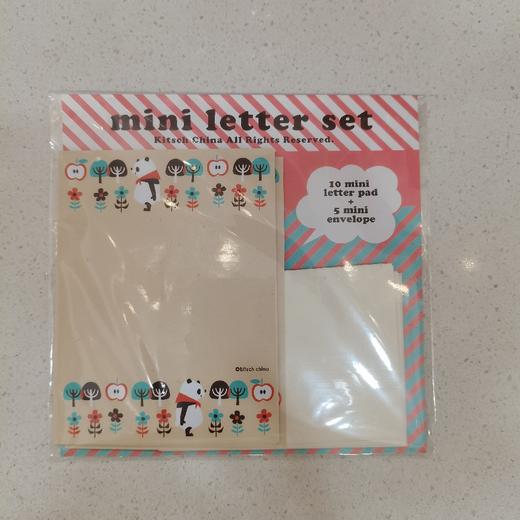 mini letter set
Kitsch China All Rights Reserved.
10 mini
letter pad
+
5 mini
envelope
©kitsch china